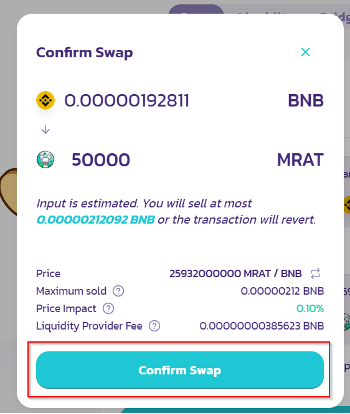 Confirm Swap
0.00000192811 BNB
50000 MRAT
Input is estimated. You will sell at most
0.00000212092 BNB or the transaction will revert.
Price 25932000000 MRAT / BNB
Maximum sold ? 0.00000212 BNB
Price Impact ? 0.10%
Liquidity Provider Fee ? 0.00000000385623 BNB
Confirm Swap